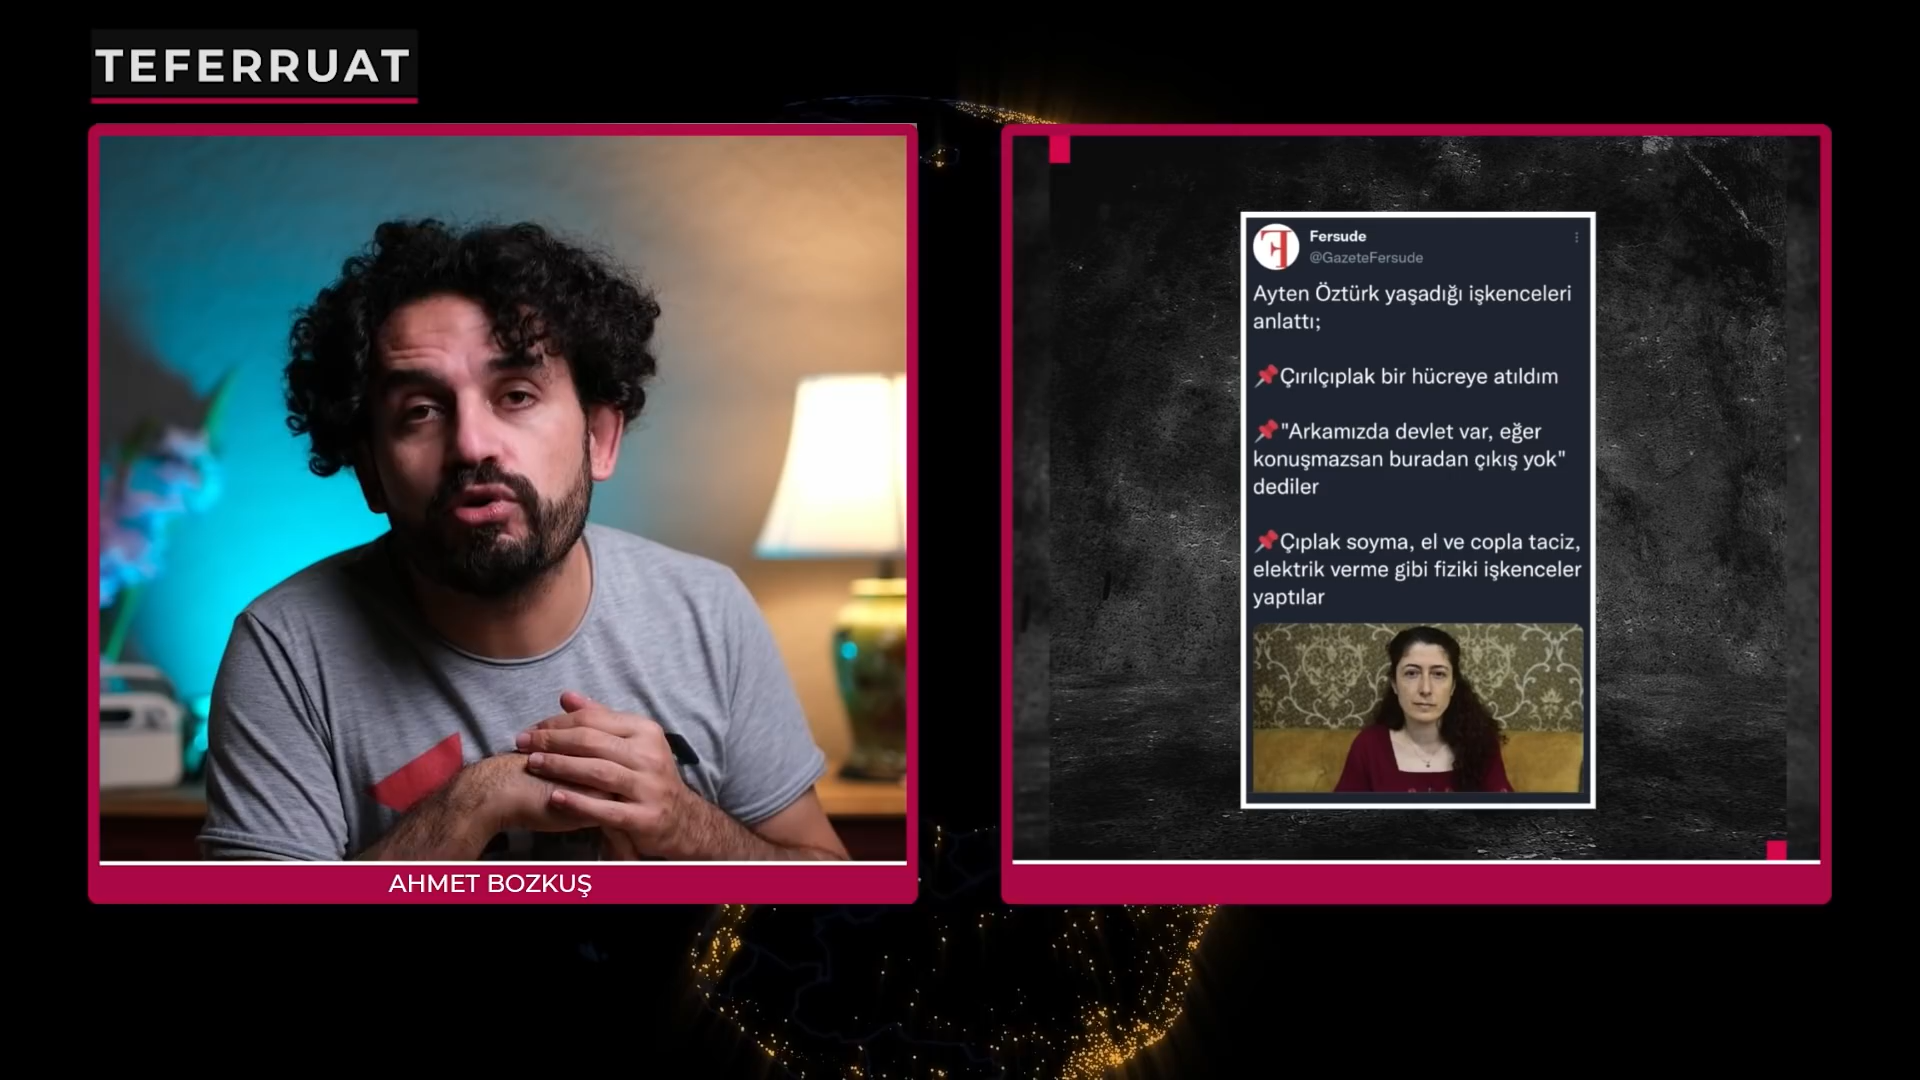 TEFERRUAT
AHMET BOZKUŞ
Fersude
@GazeteFersude
Ayten Öztürk yaşadığı işkenceleri
anlattı;
📌Çırılçıplak bir hücreye atıldım
📌"Arkamızda devlet var, eğer
konuşmazsan buradan çıkış yok"
dediler
📌Çıplak soyma, el ve copla taciz,
elektrik verme gibi fiziki işkenceler
yaptılar